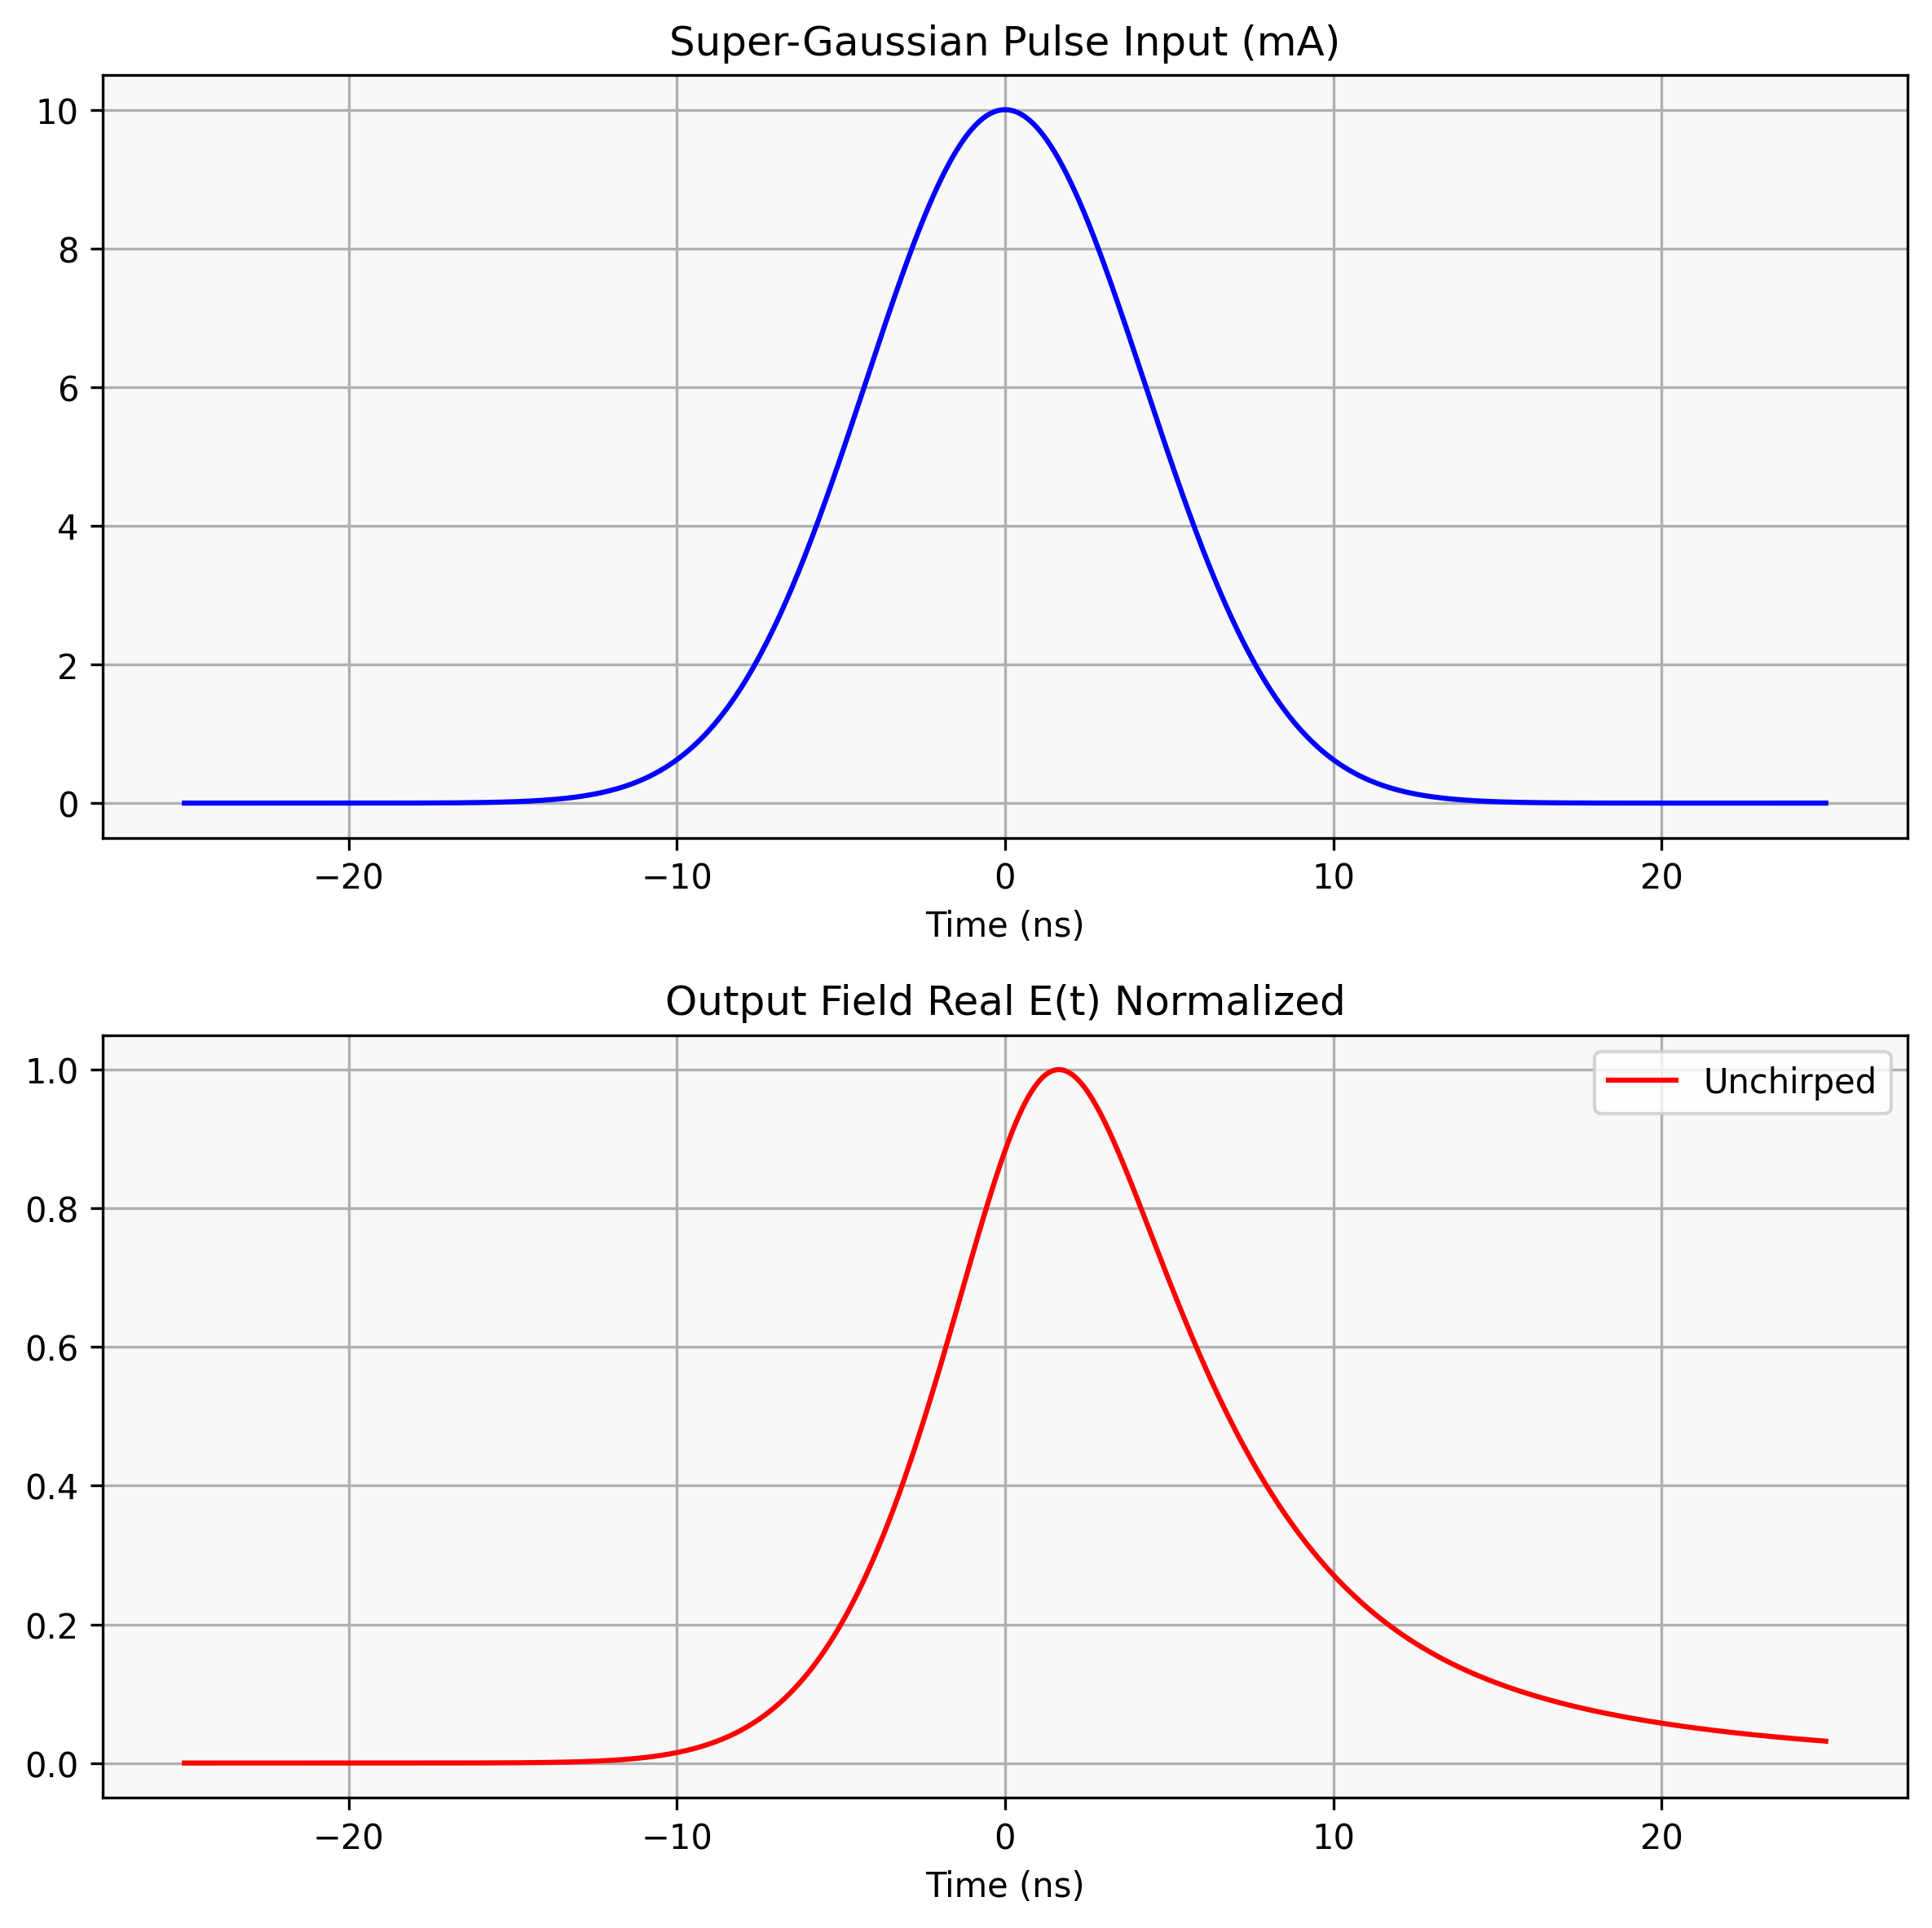 Super-Gaussian Pulse Input (mA)
10
8
6
4
2
0
−20 −10 0 10 20
Time (ns)
Output Field Real E(t) Normalized
Unchirped
1.0
0.8
0.6
0.4
0.2
0.0
−20 −10 0 10 20
Time (ns)